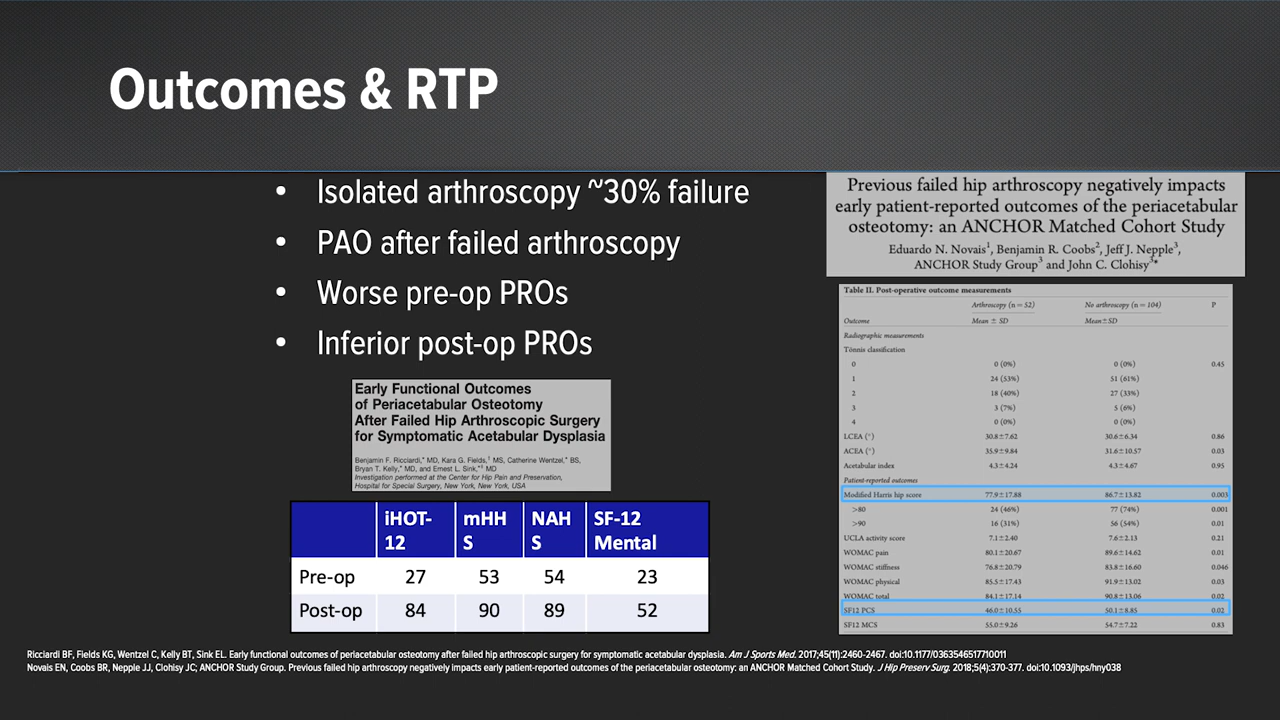 Outcomes & RTP
• Isolated arthroscopy ~30% failure
• PAO after failed arthroscopy
• Worse pre-op PROs
• Inferior post-op PROs
Early Functional Outcomes
of Periacetabular Osteotomy
After Failed Hip Arthroscopic Surgery
for Symptomatic Acetabular Dysplasia
Benjamin F. Ricciardi,* MD, Kara G. Fields,† MS, Catherine Wentzel,* BS,
Bryan T. Kelly,* MD, and Ernest L. Sink,*‡ MD
Investigation performed at the Center for Hip Pain and Preservation,
Hospital for Special Surgery, New York, New York, USA
iHOT-12 mHHS NAHS SF-12 Mental
Pre-op 27 53 54 23
Post-op 84 90 89 52
Previous failed hip arthroscopy negatively impacts
early patient-reported outcomes of the periacetabular
osteotomy: an ANCHOR Matched Cohort Study
Eduardo N. Novais1, Benjamin R. Coobs2, Jeff J. Nepple3,
ANCHOR Study Group3 and John C. Clohisy3*
Table II. Post-operative outcome measurements
Arthroscopy (n = 52) No arthroscopy (n = 104) P
Outcome Mean ± SD Mean±SD
Radiographic measurements
Tönnis classification
0 0 (0%) 0 (0%) 0.45
1 24 (53%) 51 (61%)
2 18 (40%) 27 (33%)
3 3 (7%) 5 (6%)
4 0 (0%) 0 (0%)
LCEA (°) 30.8±7.62 30.6±6.34 0.86
ACEA (°) 35.9±9.84 31.6±10.57 0.03
Acetabular index 4.3±4.24 4.3±4.67 0.95
Patient-reported outcomes
Modified Harris hip score 77.9±17.88 86.7±13.82 0.003
>80 24 (46%) 77 (74%) 0.001
>90 16 (31%) 56 (54%) 0.01
UCLA activity score 7.1±2.40 7.6±2.13 0.21
WOMAC pain 80.1±20.67 89.6±14.62 0.01
WOMAC stiffness 76.8±20.79 83.8±16.60 0.046
WOMAC physical 85.5±17.43 91.9±13.02 0.03
WOMAC total 84.1±17.14 90.8±13.06 0.02
SF12 PCS 46.0±10.55 50.1±8.85 0.02
SF12 MCS 55.0±9.26 54.7±7.22 0.83
Ricciardi BF, Fields KG, Wentzel C, Kelly BT, Sink EL. Early functional outcomes of periacetabular osteotomy after failed hip arthroscopic surgery for symptomatic acetabular dysplasia. Am J Sports Med. 2017;45(11):2460-2467. doi:10.1177/0363546517710011
Novais EN, Coobs BR, Nepple JJ, Clohisy JC; ANCHOR Study Group. Previous failed hip arthroscopy negatively impacts early patient-reported outcomes of the periacetabular osteotomy: an ANCHOR Matched Cohort Study. J Hip Preserv Surg. 2018;5(4):370-377. doi:10.1093/jhps/hny038